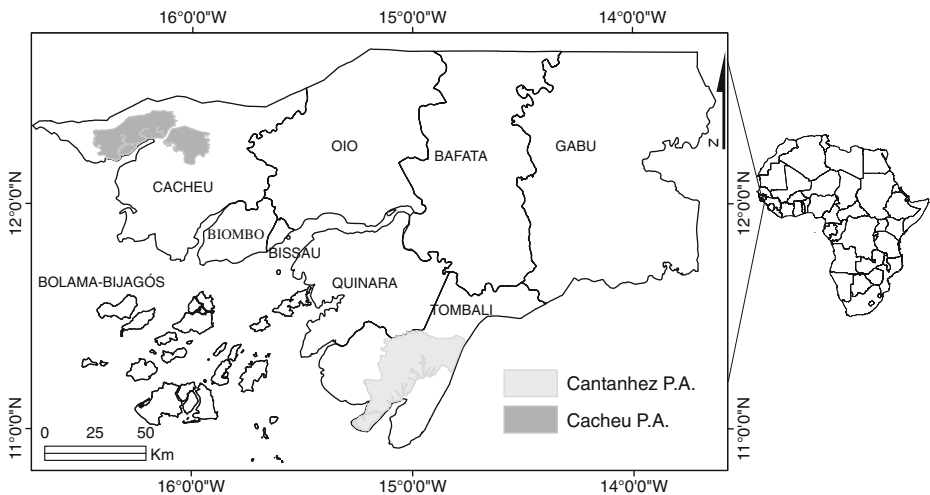 16°0'0"W 15°0'0"W 14°0'0"W
12°0'0"N
11°0'0"N
OIO
BAFATA
GABU
CACHEU
BIOMBO
BISSAU
BOLAMA-BIJAGÓS
QUINARA
TOMBALI
Cantanhez P.A.
Cacheu P.A.
0 25 50
Km
N
12°0'0"N
11°0'0"N
16°0'0"W 15°0'0"W 14°0'0"W